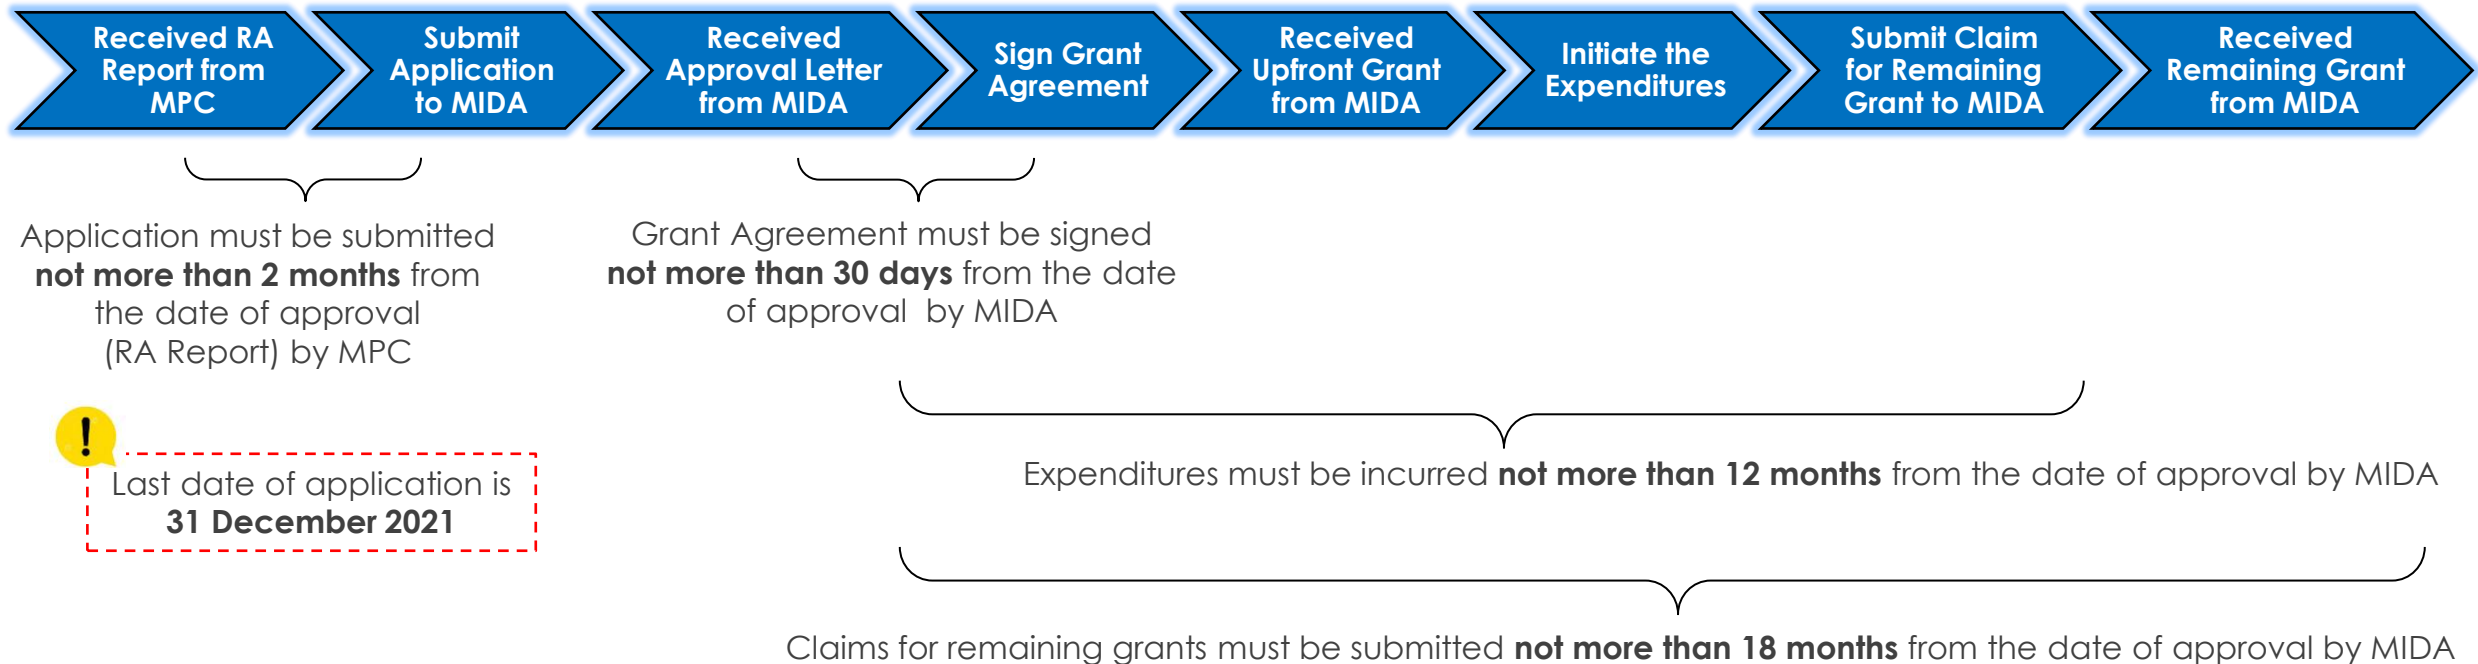 Received RA
Report from
MPC
Submit
Application
to MIDA
Received
Approval Letter
from MIDA
Sign Grant
Agreement
Received
Upfront Grant
from MIDA
Initiate the
Expenditures
Submit Claim
for Remaining
Grant to MIDA
Received
Remaining Grant
from MIDA
Application must be submitted
not more than 2 months from
the date of approval
(RA Report) by MPC
Grant Agreement must be signed
not more than 30 days from the date
of approval by MIDA
!
Last date of application is
31 December 2021
Expenditures must be incurred not more than 12 months from the date of approval by MIDA
Claims for remaining grants must be submitted not more than 18 months from the date of approval by MIDA